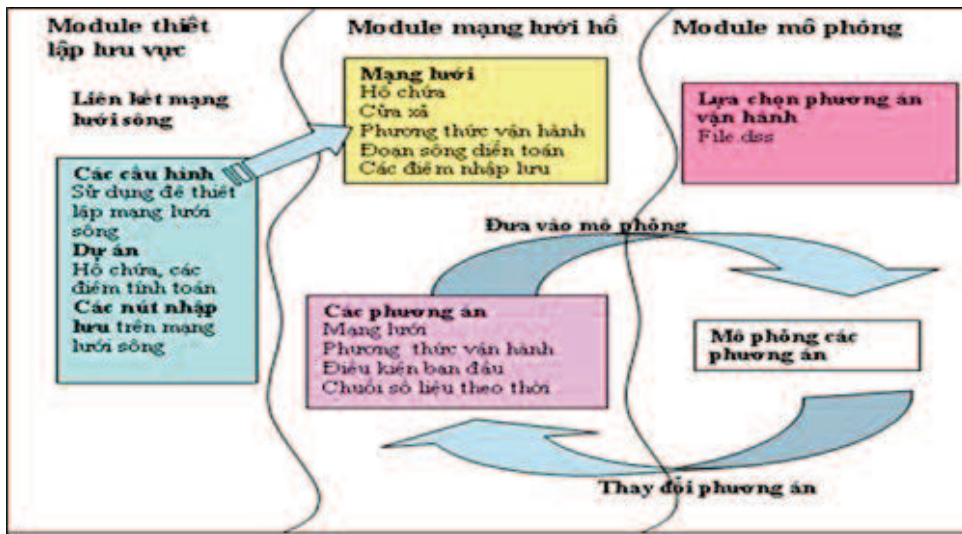 Module thiết
lập lưu vực
Liên kết mạng
lưới sông
Các cấu hình
Sử dụng để thiết
lập mạng lưới
sông
Dự án
Hồ chứa, các
điểm tính toán
Các nút nhập
lưu trên mạng
lưới sông
Module mạng lưới hồ
Mạng lưới
Hồ chứa
Cửa xả
Phương thức vận hành
Đoạn sông diễn toán
Các điểm nhập lưu
Module mô phỏng
Lựa chọn phương án
vận hành
File.dss
Đưa vào mô phỏng
Các phương án
Mạng lưới
Phương thức vận hành
Điều kiện ban đầu
Chuỗi số liệu theo thời
Mô phỏng các
phương án
Thay đổi phương án